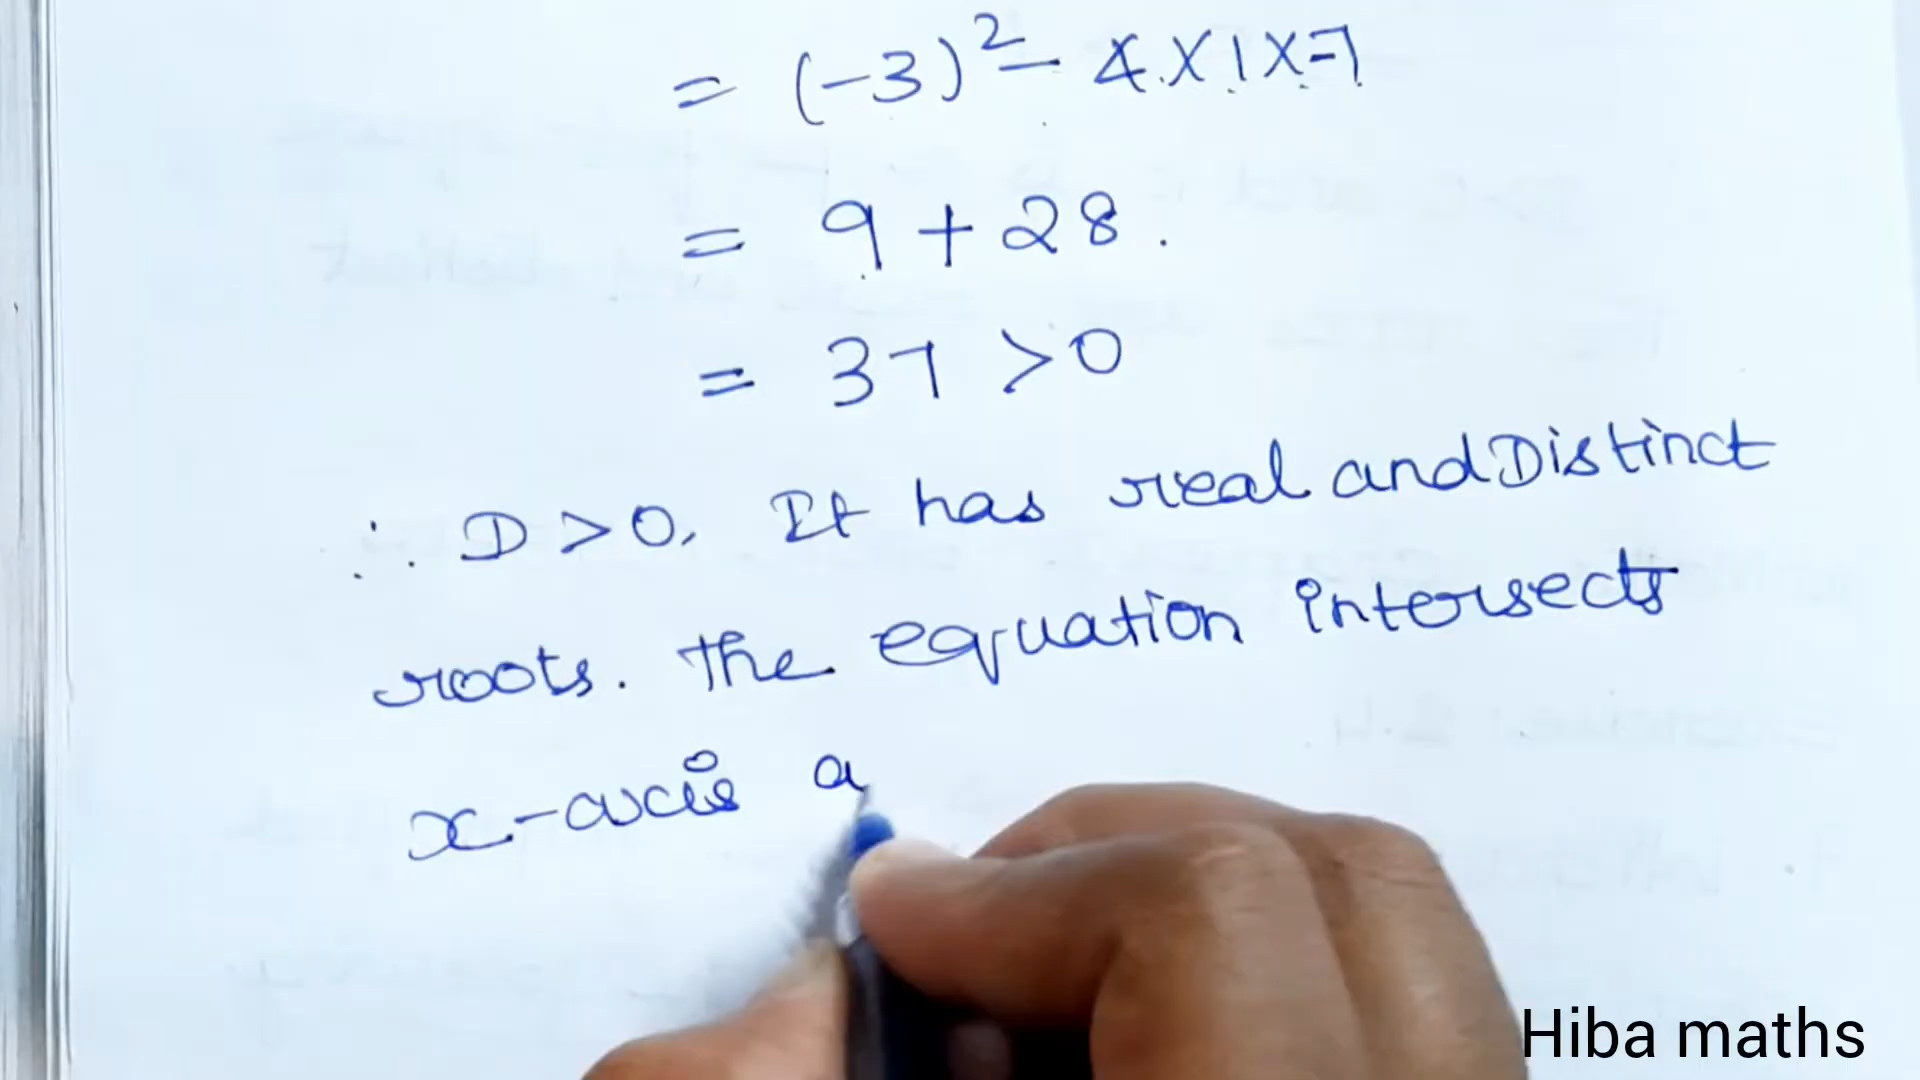 = (-3)² - 4×1×-7
= 9 + 28.
= 37 > 0
∴ D > 0, It has real and Distinct
roots. The equation intersects
x-axis a
Hiba maths